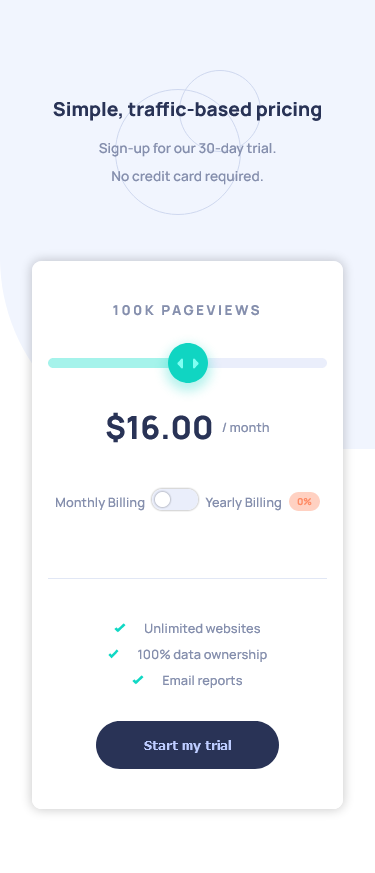 Simple, traffic-based pricing
Sign-up for our 30-day trial.
No credit card required.
100K PAGEVIEWS
$16.00 / month
Monthly Billing Yearly Billing 0%
Unlimited websites
100% data ownership
Email reports
Start my trial